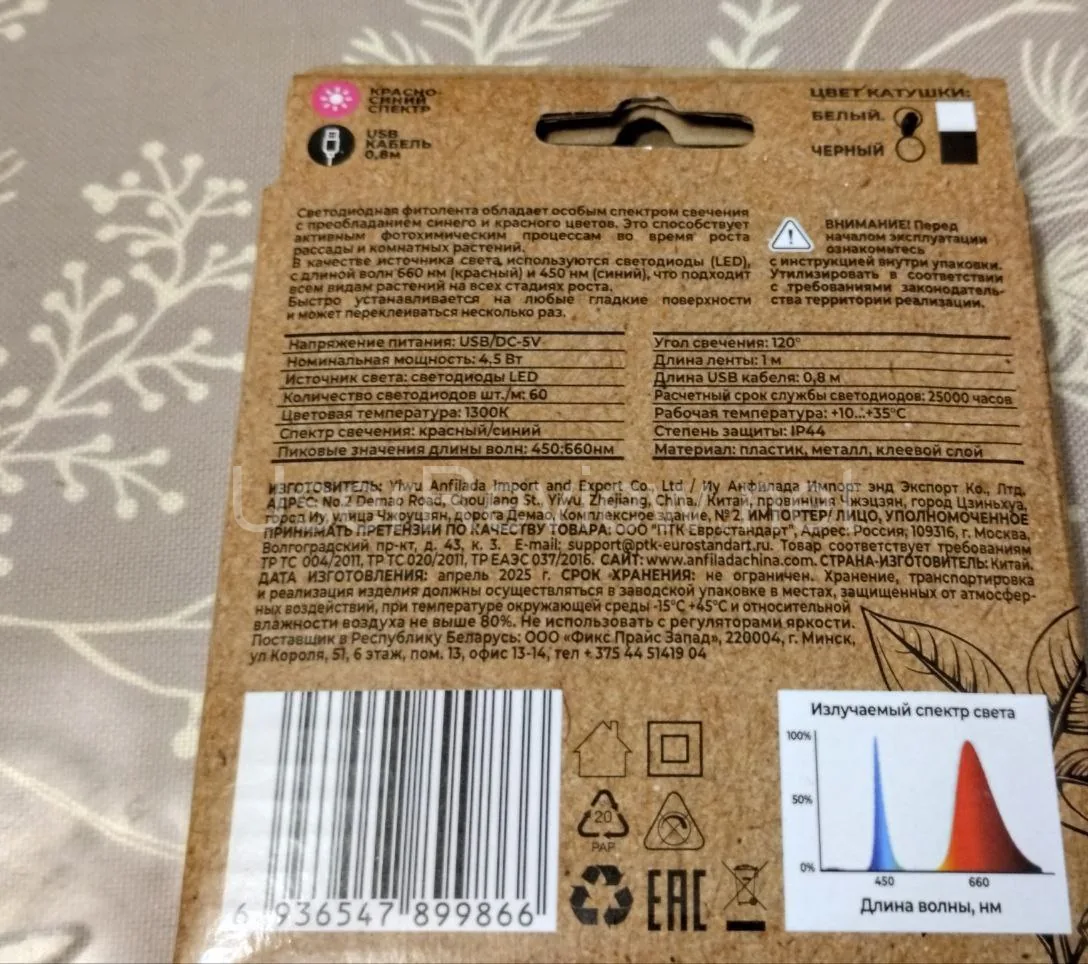 КРАСНО-
СИНИЙ
СПЕКТР
USB
КАБЕЛЬ
0,8м
ЦВЕТ КАТУШКИ:
БЕЛЫЙ
ЧЕРНЫЙ
Светодиодная фитолента обладает особым спектром свечения
с преобладанием синего и красного цветов. Это способствует
активным фотохимическим процессам во время роста
рассады и комнатных растений.
В качестве источника света, используются светодиоды (LED),
с длиной волн 660 нм (красный) и 450 нм (синий), что подходит
всем видам растений на всех стадиях роста.
Быстро устанавливается на любые гладкие поверхности
и может переклеиваться несколько раз.
ВНИМАНИЕ! Перед
началом эксплуатации
ознакомьтесь
с инструкцией внутри упаковки.
Утилизировать в соответствии
с требованиями законодатель-
ства территории реализации.
Напряжение питания: USB/DC-5V
Номинальная мощность: 4,5 Вт
Источник света: светодиоды LED
Количество светодиодов шт./м: 60
Цветовая температура: 1300К
Спектр свечения: красный/синий
Пиковые значения длины волн: 450:660нм
Угол свечения: 120°
Длина ленты: 1 м
Длина USB кабеля: 0,8 м
Расчетный срок службы светодиодов: 25000 часов
Рабочая температура: +10...+35°С
Степень защиты: IP44
Материал: пластик, металл, клеевой слой
ИЗГОТОВИТЕЛЬ: Yiwu Anfilada Import and Export Co., Ltd / Иу Анфилада Импорт энд Экспорт Ко., Лтд.
АДРЕС: No.2 Demao Road, Choujiang St., Yiwu, Zhejiang, China./ Китай, провинция Чжэцзян, город Цзиньхуа,
город Иу, улица Чжоуцзян, дорога Демао, Комплексное здание, №2. ИМПОРТЕР/ ЛИЦО, УПОЛНОМОЧЕННОЕ
ПРИНИМАТЬ ПРЕТЕНЗИИ ПО КАЧЕСТВУ ТОВАРА: ООО "ПТК Евростандарт", Адрес: Россия, 109316, г. Москва,
Волгоградский пр-кт, д. 43, к. 3. E-mail: support@ptk-eurostandart.ru. Товар соответствует требованиям
ТР ТС 004/2011, ТР ТС 020/2011, ТР ЕАЭС 037/2016. САЙТ: www.anfiladachina.com. СТРАНА-ИЗГОТОВИТЕЛЬ: Китай.
ДАТА ИЗГОТОВЛЕНИЯ: апрель 2025 г. СРОК ХРАНЕНИЯ: не ограничен. Хранение, транспортировка
и реализация изделия должны осуществляться в заводской упаковке в местах, защищенных от атмосфер-
ных воздействий, при температуре окружающей среды -15°С +45°С и относительной
влажности воздуха не выше 80%. Не использовать с регуляторами яркости.
Поставщик в Республику Беларусь: ООО «Фикс Прайс Запад», 220004, г. Минск,
ул Короля, 51, 6 этаж, пом. 13, офис 13-14, тел + 375 44 51419 04
6 936547 899866
20
PAP
EAC
Излучаемый спектр света
100%
50%
0%
450 660
Длина волны, нм